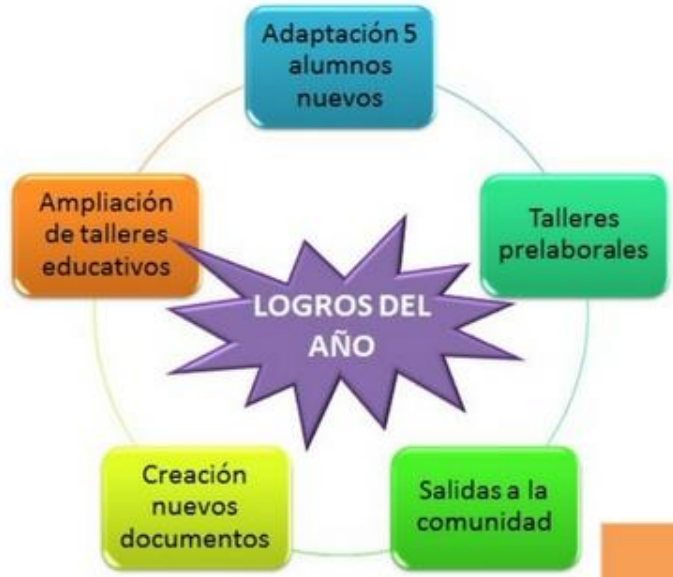 Adaptación 5
alumnos
nuevos
Ampliación
de talleres
educativos
Talleres
prelaborales
LOGROS DEL
AÑO
Creación
nuevos
documentos
Salidas a la
comunidad